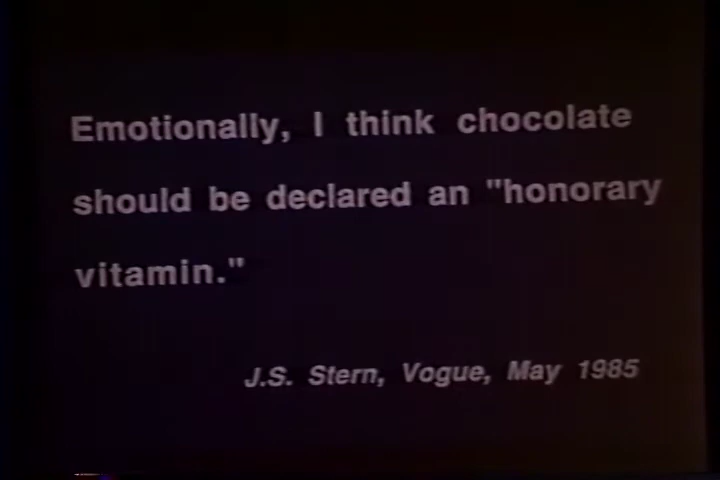 Emotionally, I think chocolate
should be declared an "honorary
vitamin."
J.S. Stern, Vogue, May 1985